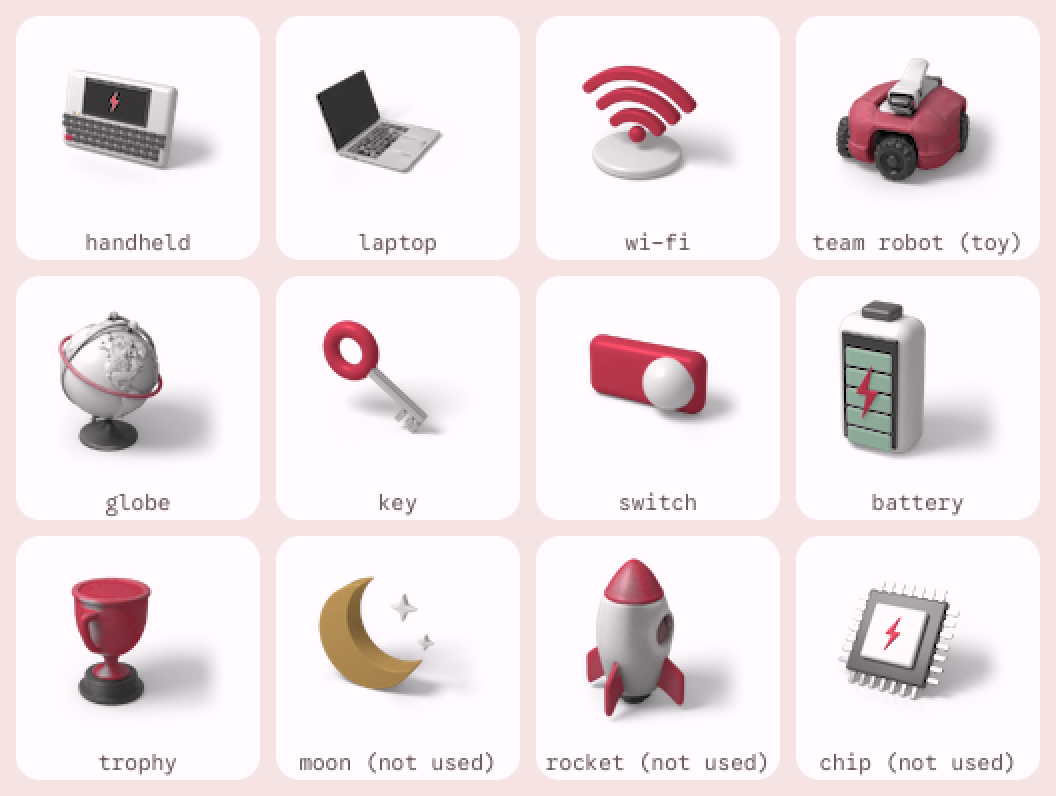 handheld
laptop
wi-fi
team robot (toy)
globe
key
switch
battery
trophy
moon (not used)
rocket (not used)
chip (not used)